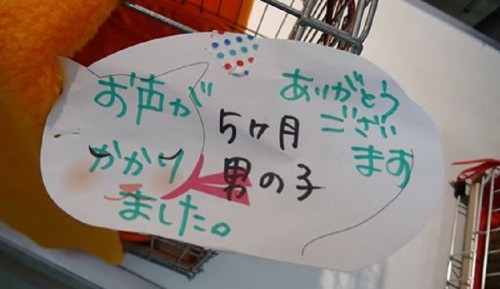 お声が
かかり
ました。
5ケ月
男の子
ありがとう
ござい
ます